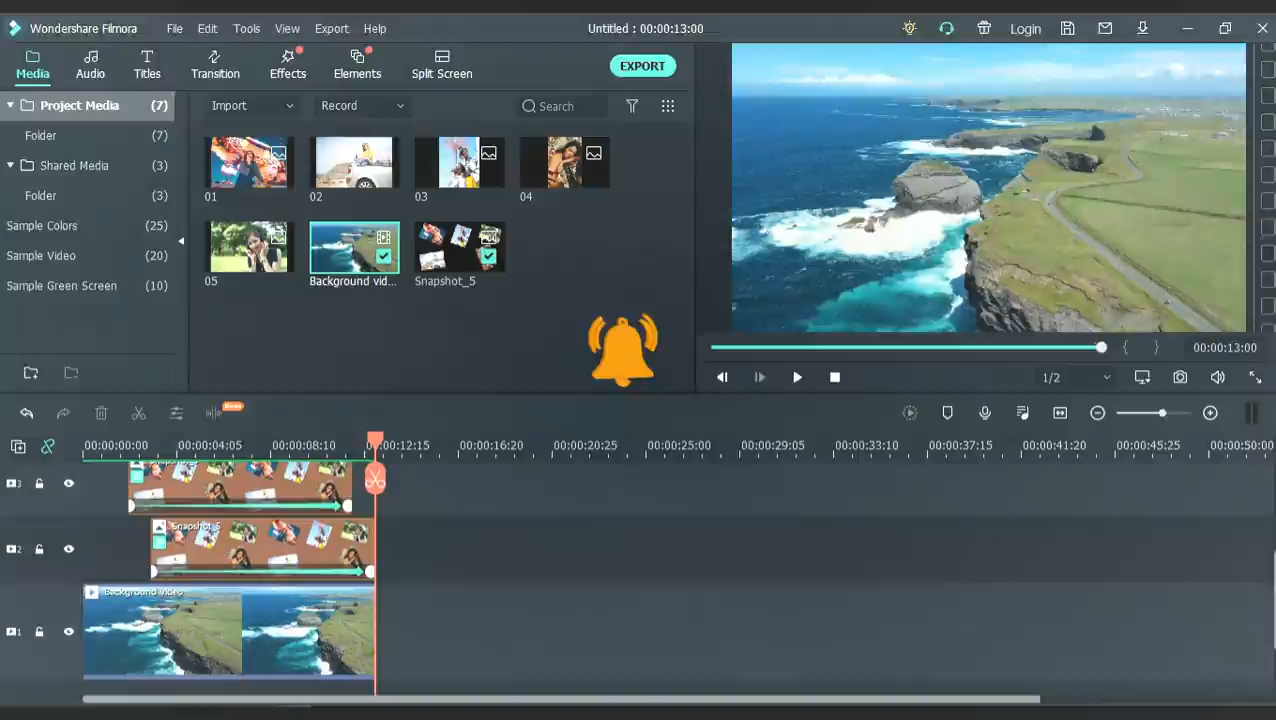 Wondershare Filmora
File Edit Tools View Export Help
Untitled : 00:00:13:00
Login
Media Audio Titles Transition Effects Elements Split Screen
EXPORT
Project Media (7)
Folder (7)
Shared Media (3)
Folder (3)
Sample Colors (25)
Sample Video (20)
Sample Green Screen (10)
Import Record Search
01 02 03 04
05 Background vid... Snapshot_5
00:00:13:00
1/2
00:00:00:00 00:00:04:05 00:00:08:10 00:00:12:15 00:00:16:20 00:00:20:25 00:00:25:00 00:00:29:05 00:00:33:10 00:00:37:15 00:00:41:20 00:00:45:25 00:00:50:00
3
Snapshot_5
2
Background Video
1